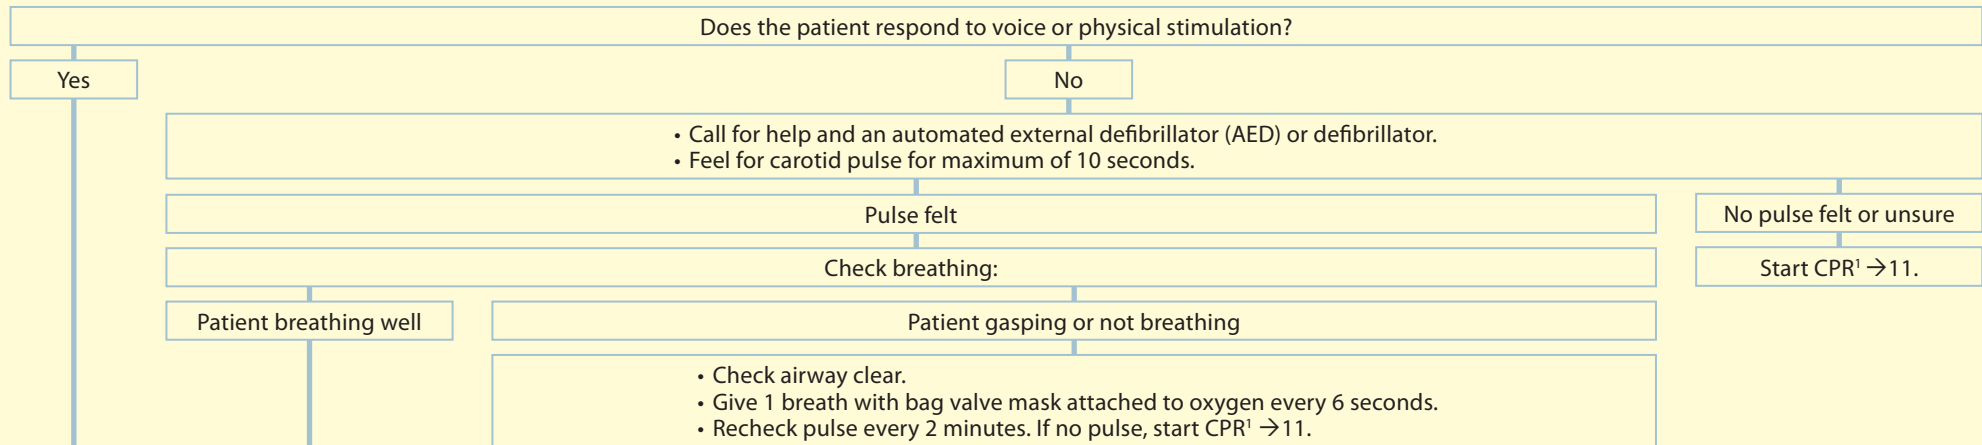 Does the patient respond to voice or physical stimulation?
Yes
No
• Call for help and an automated external defibrillator (AED) or defibrillator.
• Feel for carotid pulse for maximum of 10 seconds.
Pulse felt
No pulse felt or unsure
Check breathing:
Start CPR¹ →11.
Patient breathing well
Patient gasping or not breathing
• Check airway clear.
• Give 1 breath with bag valve mask attached to oxygen every 6 seconds.
• Recheck pulse every 2 minutes. If no pulse, start CPR¹ →11.